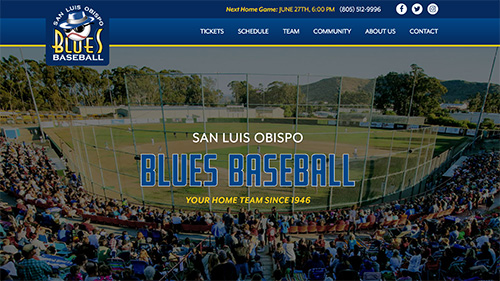 Next Home Game: JUNE 27TH, 6:00 PM (805) 512-9996
SAN LUIS OBISPO
BLUES
BASEBALL
TICKETS SCHEDULE TEAM COMMUNITY ABOUT US CONTACT
SAN LUIS OBISPO
BLUES BASEBALL
YOUR HOME TEAM SINCE 1946